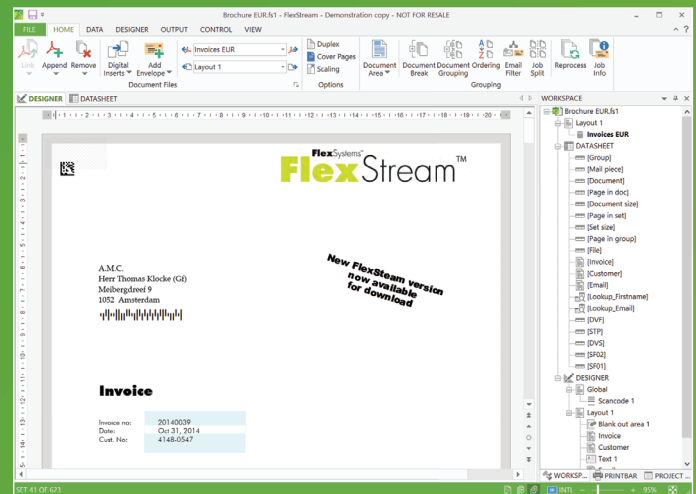 Brochure EUR.fs1 - FlexStream - Demonstration copy - NOT FOR RESALE
FILE HOME DATA DESIGNER OUTPUT CONTROL VIEW
Link Append Remove Digital Inserts Add Envelope
Invoices EUR
Layout 1
Document Files
Duplex
Cover Pages
Scaling
Options
Document Area Document Break Document Grouping Ordering Email Filter Job Split
Grouping
Reprocess Job Info
DESIGNER DATASHEET
WORKSPACE
FlexSystems™
FlexStream™
New FlexSteam version
now available
for download
A.M.C.
Herr Thomas Klocke (Gf)
Meibergdreef 9
1052 Amsterdam
Invoice
Invoice no: 20140039
Date: Oct 31, 2014
Cust. No: 4148-0547
Brochure EUR.fs1
Layout 1
Invoices EUR
DATASHEET
[Group]
[Mail piece]
[Document]
[Page in doc]
[Document size]
[Page in set]
[Set size]
[Page in group]
[File]
[Invoice]
[Customer]
[Email]
[Lookup_Firstname]
[Lookup_Email]
[DVF]
[STP]
[DVS]
[SF02]
[SF01]
DESIGNER
Global
Scancode 1
Layout 1
Blank out area 1
Invoice
Customer
Text 1
WORKSP... PRINTBAR PROJECT ...
SET 41 OF 623
INTL 95%